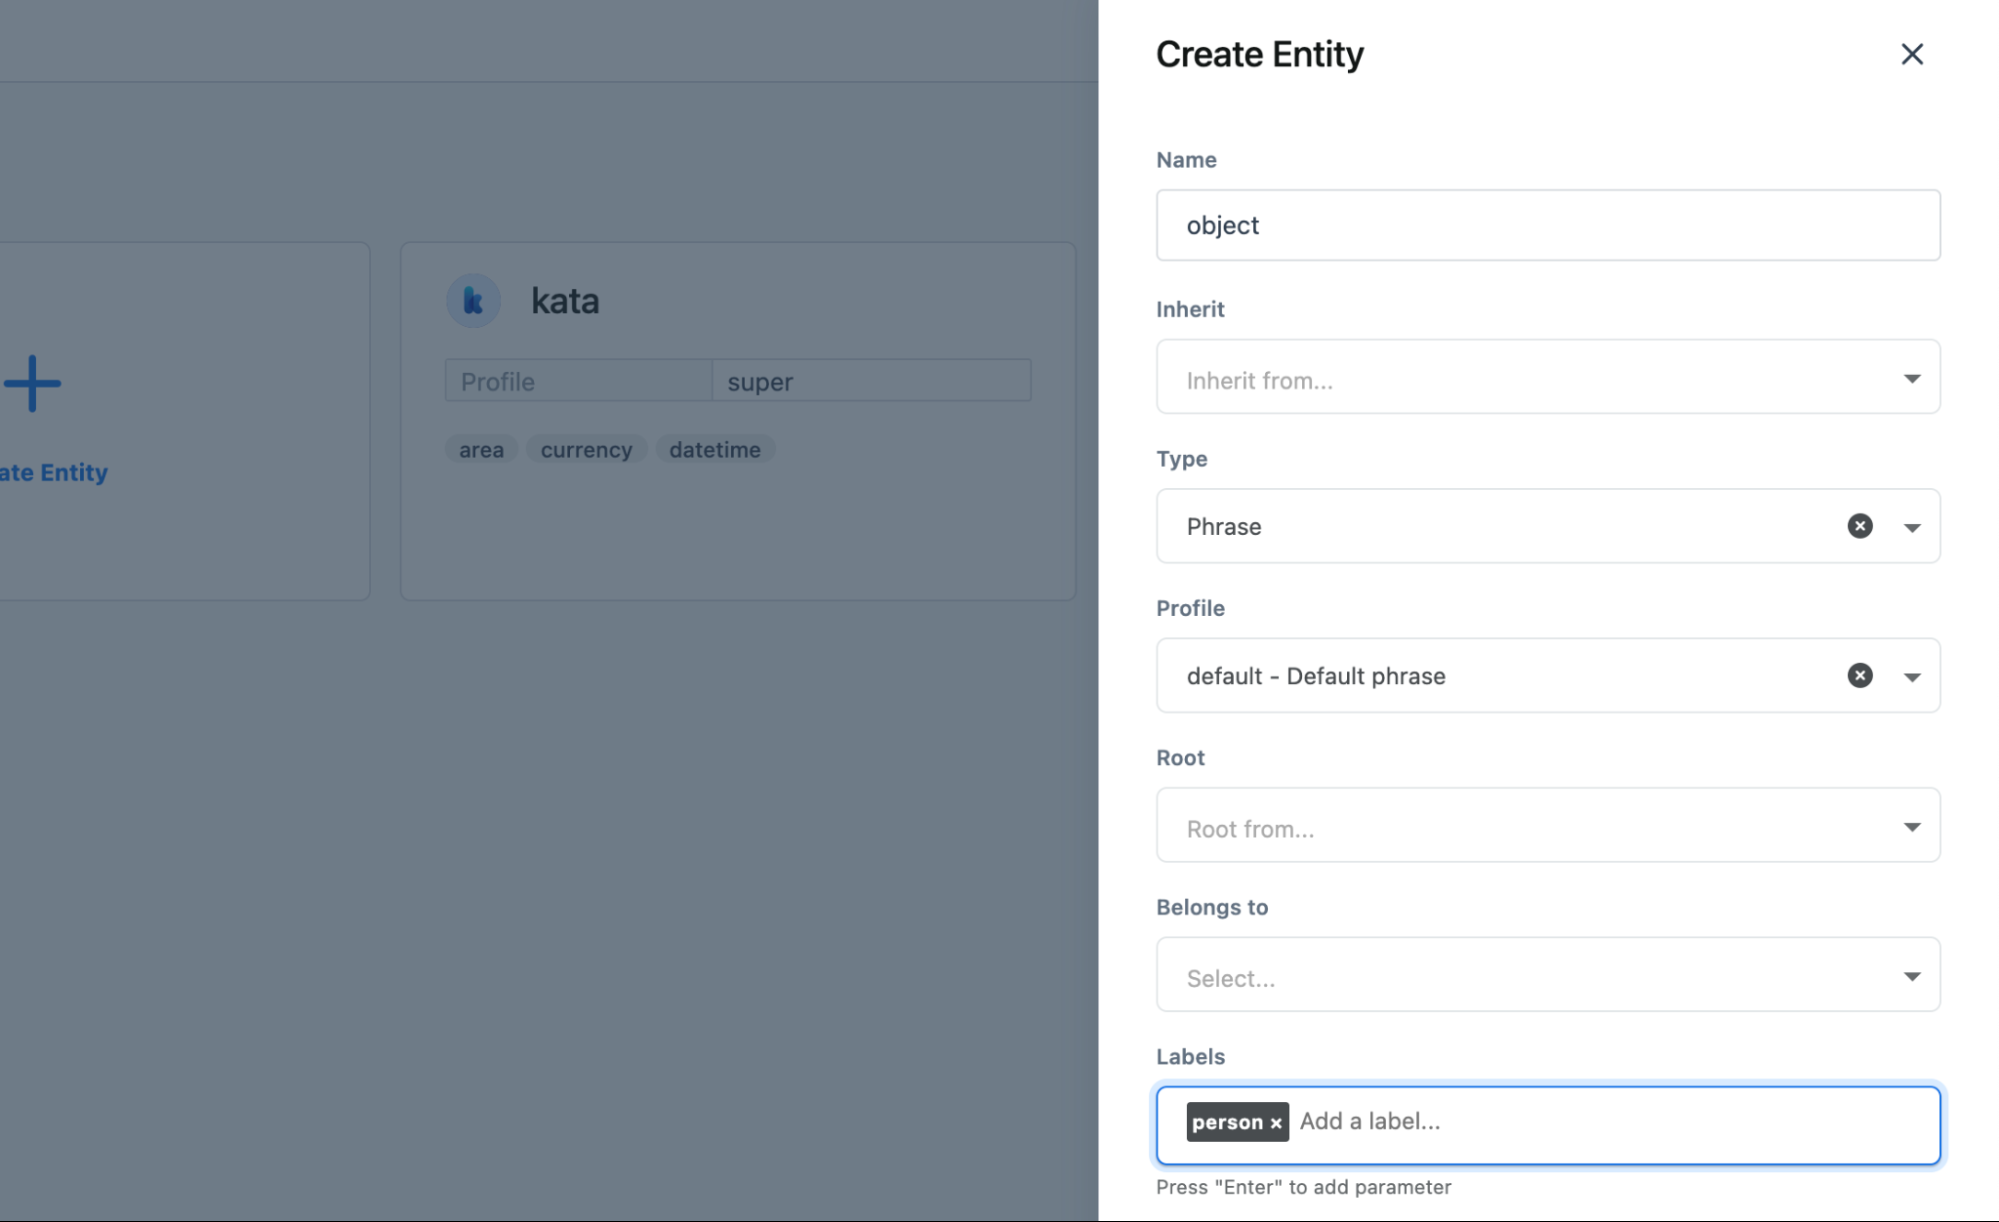 Create Entity
Name
object
Inherit
Inherit from...
Type
Phrase
Profile
default - Default phrase
Root
Root from...
Belongs to
Select...
Labels
person × Add a label...
Press "Enter" to add parameter
ate Entity
kata
Profile super
area currency datetime